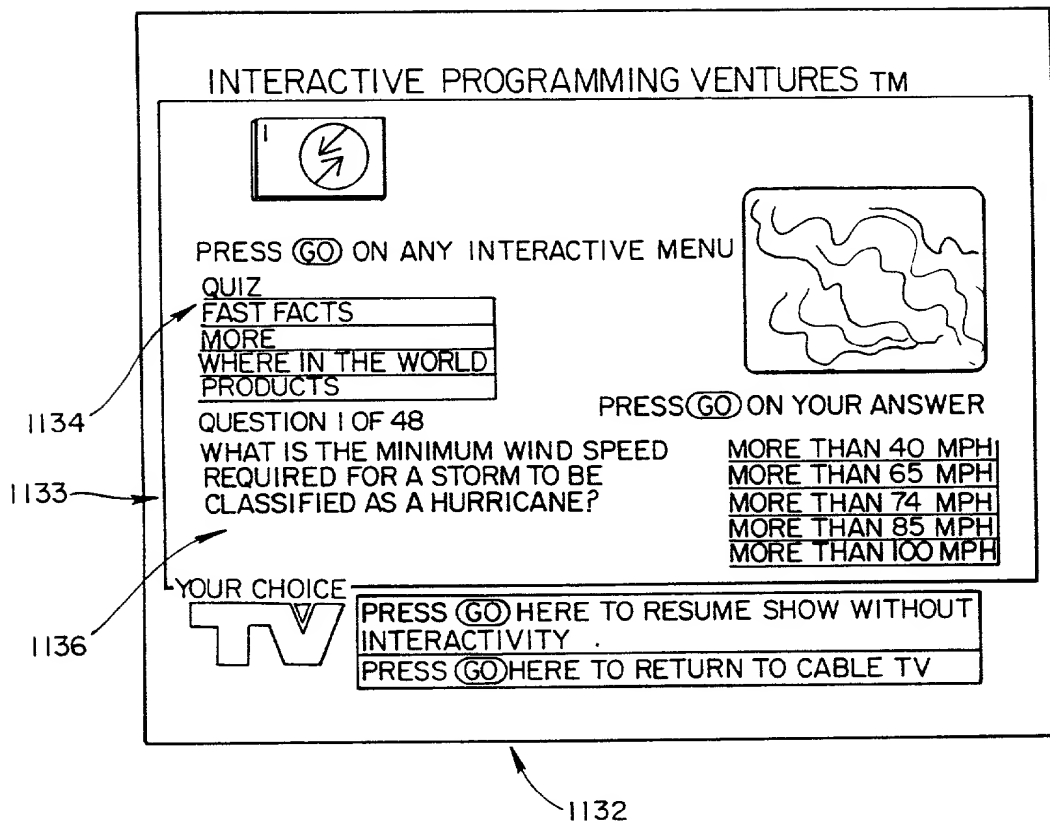 INTERACTIVE PROGRAMMING VENTURES TM
I
PRESS GO ON ANY INTERACTIVE MENU
QUIZ
FAST FACTS
MORE
WHERE IN THE WORLD
PRODUCTS
1134
QUESTION 1 OF 48
WHAT IS THE MINIMUM WIND SPEED
REQUIRED FOR A STORM TO BE
CLASSIFIED AS A HURRICANE?
1133
PRESS GO ON YOUR ANSWER
MORE THAN 40 MPH
MORE THAN 65 MPH
MORE THAN 74 MPH
MORE THAN 85 MPH
MORE THAN 100 MPH
1136
YOUR CHOICE
TV
PRESS GO HERE TO RESUME SHOW WITHOUT
INTERACTIVITY
PRESS GO HERE TO RETURN TO CABLE TV
1132